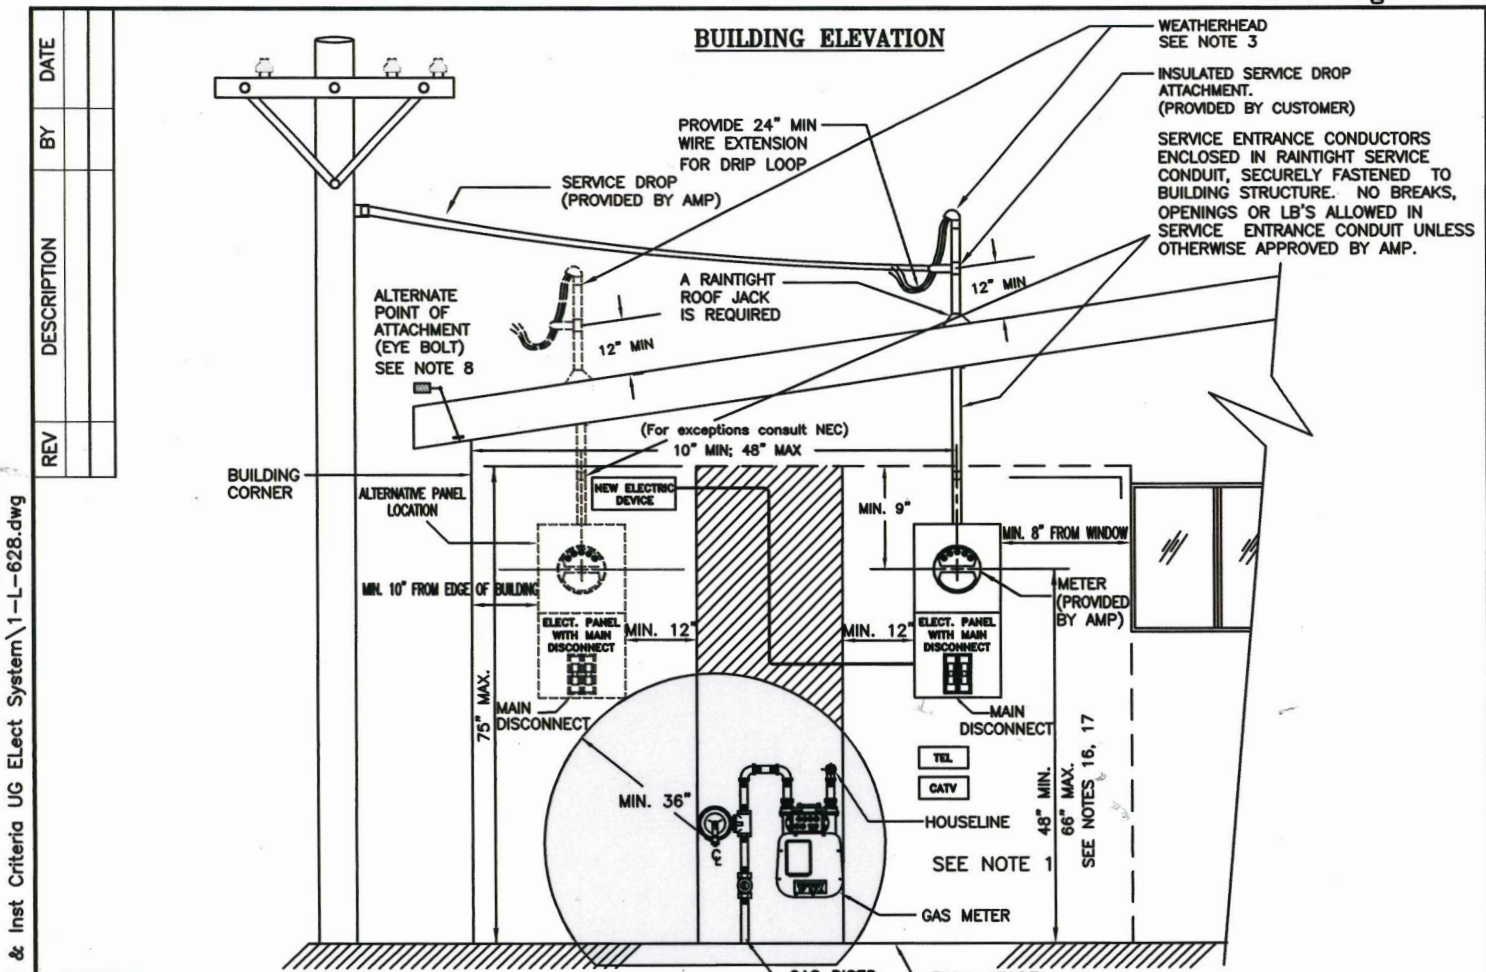 BUILDING ELEVATION
REV
DESCRIPTION
BY
DATE
& Inst Criteria UG ELect System\1-L-628.dwg
WEATHERHEAD
SEE NOTE 3
INSULATED SERVICE DROP
ATTACHMENT.
(PROVIDED BY CUSTOMER)
PROVIDE 24" MIN
WIRE EXTENSION
FOR DRIP LOOP
SERVICE ENTRANCE CONDUCTORS
ENCLOSED IN RAINTIGHT SERVICE
CONDUIT, SECURELY FASTENED TO
BUILDING STRUCTURE. NO BREAKS,
OPENINGS OR LB'S ALLOWED IN
SERVICE ENTRANCE CONDUIT UNLESS
OTHERWISE APPROVED BY AMP.
SERVICE DROP
(PROVIDED BY AMP)
ALTERNATE
POINT OF
ATTACHMENT
(EYE BOLT)
SEE NOTE 8
A RAINTIGHT
ROOF JACK
IS REQUIRED
12" MIN
12" MIN
(For exceptions consult NEC)
10" MIN; 48" MAX
BUILDING
CORNER
ALTERNATIVE PANEL
LOCATION
NEW ELECTRIC
DEVICE
MIN. 9"
MIN. 8" FROM WINDOW
MIN. 10" FROM EDGE OF BUILDING
METER
(PROVIDED
BY AMP)
ELECT. PANEL
WITH MAIN
DISCONNECT
MIN. 12"
MIN. 12"
ELECT. PANEL
WITH MAIN
DISCONNECT
75" MAX.
MAIN
DISCONNECT
MAIN
DISCONNECT
TEL
CATV
MIN. 36"
HOUSELINE
48" MIN.
66" MAX.
SEE NOTES 16, 17
SEE NOTE 1
GAS METER